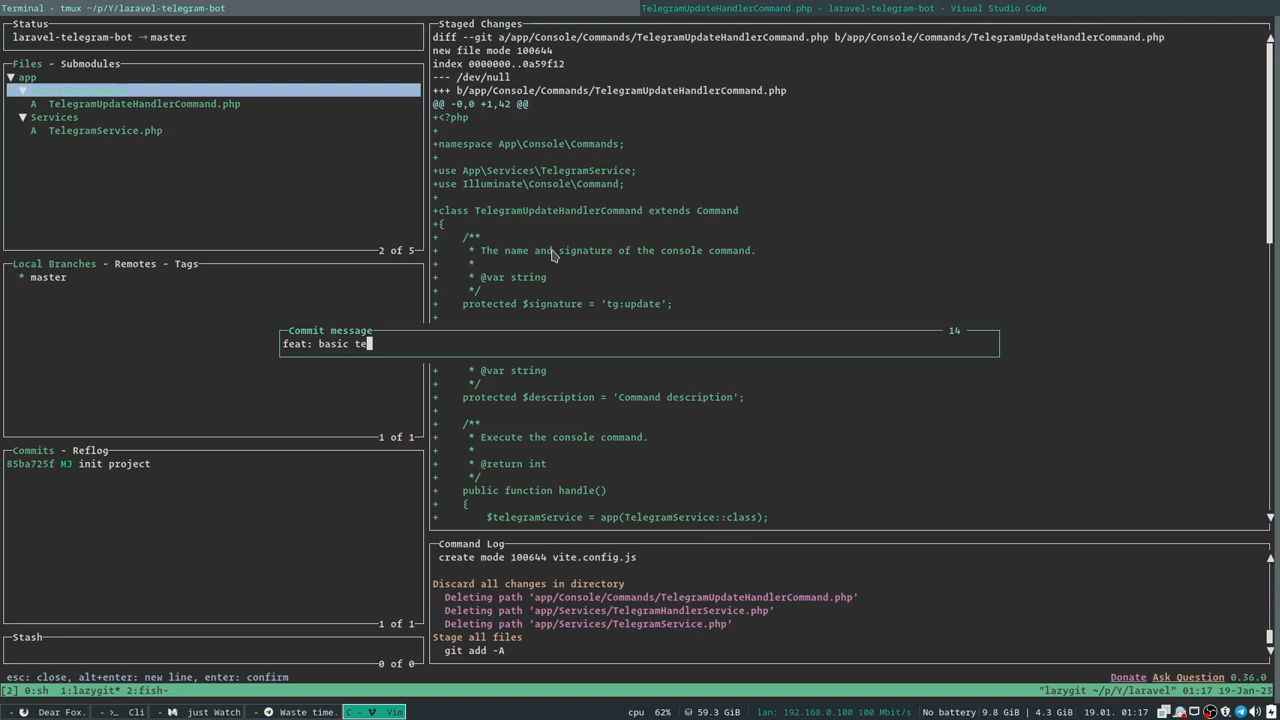 Terminal - tmux ~/p/Y/laravel-telegram-bot
TelegramUpdateHandlerCommand.php - laravel-telegram-bot - Visual Studio Code
Status
laravel-telegram-bot → master
Files - Submodules
▼ app
▼
A TelegramUpdateHandlerCommand.php
▼ Services
A TelegramService.php
2 of 5
Local Branches - Remotes - Tags
* master
1 of 1
Commits - Reflog
85ba725f MJ init project
1 of 1
Stash
0 of 0
Staged Changes
diff --git a/app/Console/Commands/TelegramUpdateHandlerCommand.php b/app/Console/Commands/TelegramUpdateHandlerCommand.php
new file mode 100644
index 0000000..0a59f12
--- /dev/null
+++ b/app/Console/Commands/TelegramUpdateHandlerCommand.php
@@ -0,0 +1,42 @@
+<?php
+
+namespace App\Console\Commands;
+
+use App\Services\TelegramService;
+use Illuminate\Console\Command;
+
+class TelegramUpdateHandlerCommand extends Command
+{
+    /**
+     * The name and signature of the console command.
+     *
+     * @var string
+     */
+    protected $signature = 'tg:update';
+
Commit message
14
feat: basic te
+     * @var string
+     */
+    protected $description = 'Command description';
+
+    /**
+     * Execute the console command.
+     *
+     * @return int
+     */
+    public function handle()
+    {
+        $telegramService = app(TelegramService::class);
Command Log
create mode 100644 vite.config.js
Discard all changes in directory
Deleting path 'app/Console/Commands/TelegramUpdateHandlerCommand.php'
Deleting path 'app/Services/TelegramHandlerService.php'
Deleting path 'app/Services/TelegramService.php'
Stage all files
git add -A
esc: close, alt+enter: new line, enter: confirm
Donate Ask Question 0.36.0
[2] 0:sh 1:lazygit* 2:fish-
"lazygit ~/p/Y/laravel" 01:17 19-Jan-23
Dear Fox.
Cli
just Watch
Waste time.
C - Vim
cpu 62%
59.3 GiB
lan: 192.168.0.100 100 Mbit/s
No battery
9.8 GiB | 4.3 GiB
19.01. 01:17